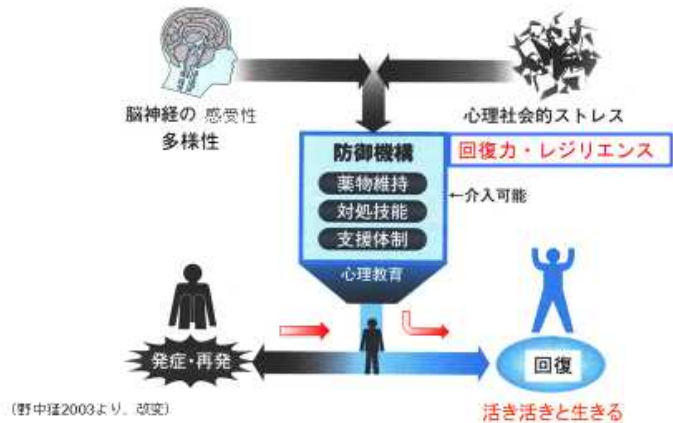 脳神経の 感受性
多様性
心理社会的ストレス
防御機構
回復力・レジリエンス
薬物維持
対処技能
支援体制
←介入可能
心理教育
発症・再発
回復
(野中猛2003より、改変)
活き活きと生きる